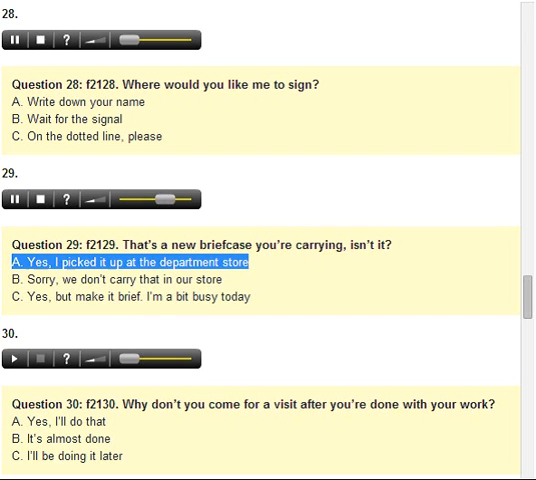 28.
?
Question 28: f2128. Where would you like me to sign?
A. Write down your name
B. Wait for the signal
C. On the dotted line, please
29.
?
Question 29: f2129. That's a new briefcase you're carrying, isn't it?
A. Yes, I picked it up at the department store
B. Sorry, we don't carry that in our store
C. Yes, but make it brief. I'm a bit busy today
30.
?
Question 30: f2130. Why don't you come for a visit after you're done with your work?
A. Yes, I'll do that
B. It's almost done
C. I'll be doing it later